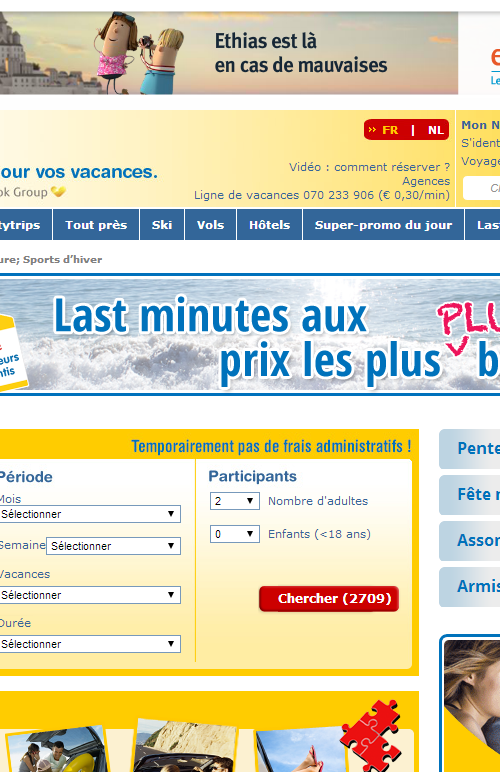 Ethias est là
en cas de mauvaises
e
Le
FR | NL
Mon N
S'ident
Voyage
our vos vacances.
ok Group
Vidéo : comment réserver ?
Agences
Ligne de vacances 070 233 906 (€ 0,30/min)
tytrips Tout près Ski Vols Hôtels Super-promo du jour Las
ure; Sports d'hiver
Last minutes aux PLU
prix les plus b
eurs
ntis
Temporairement pas de frais administratifs !
Période
Mois
Sélectionner
Semaine Sélectionner
Vacances
Sélectionner
Durée
Sélectionner
Participants
2 Nombre d'adultes
0 Enfants (<18 ans)
Chercher (2709)
Pente
Fête n
Assor
Armis